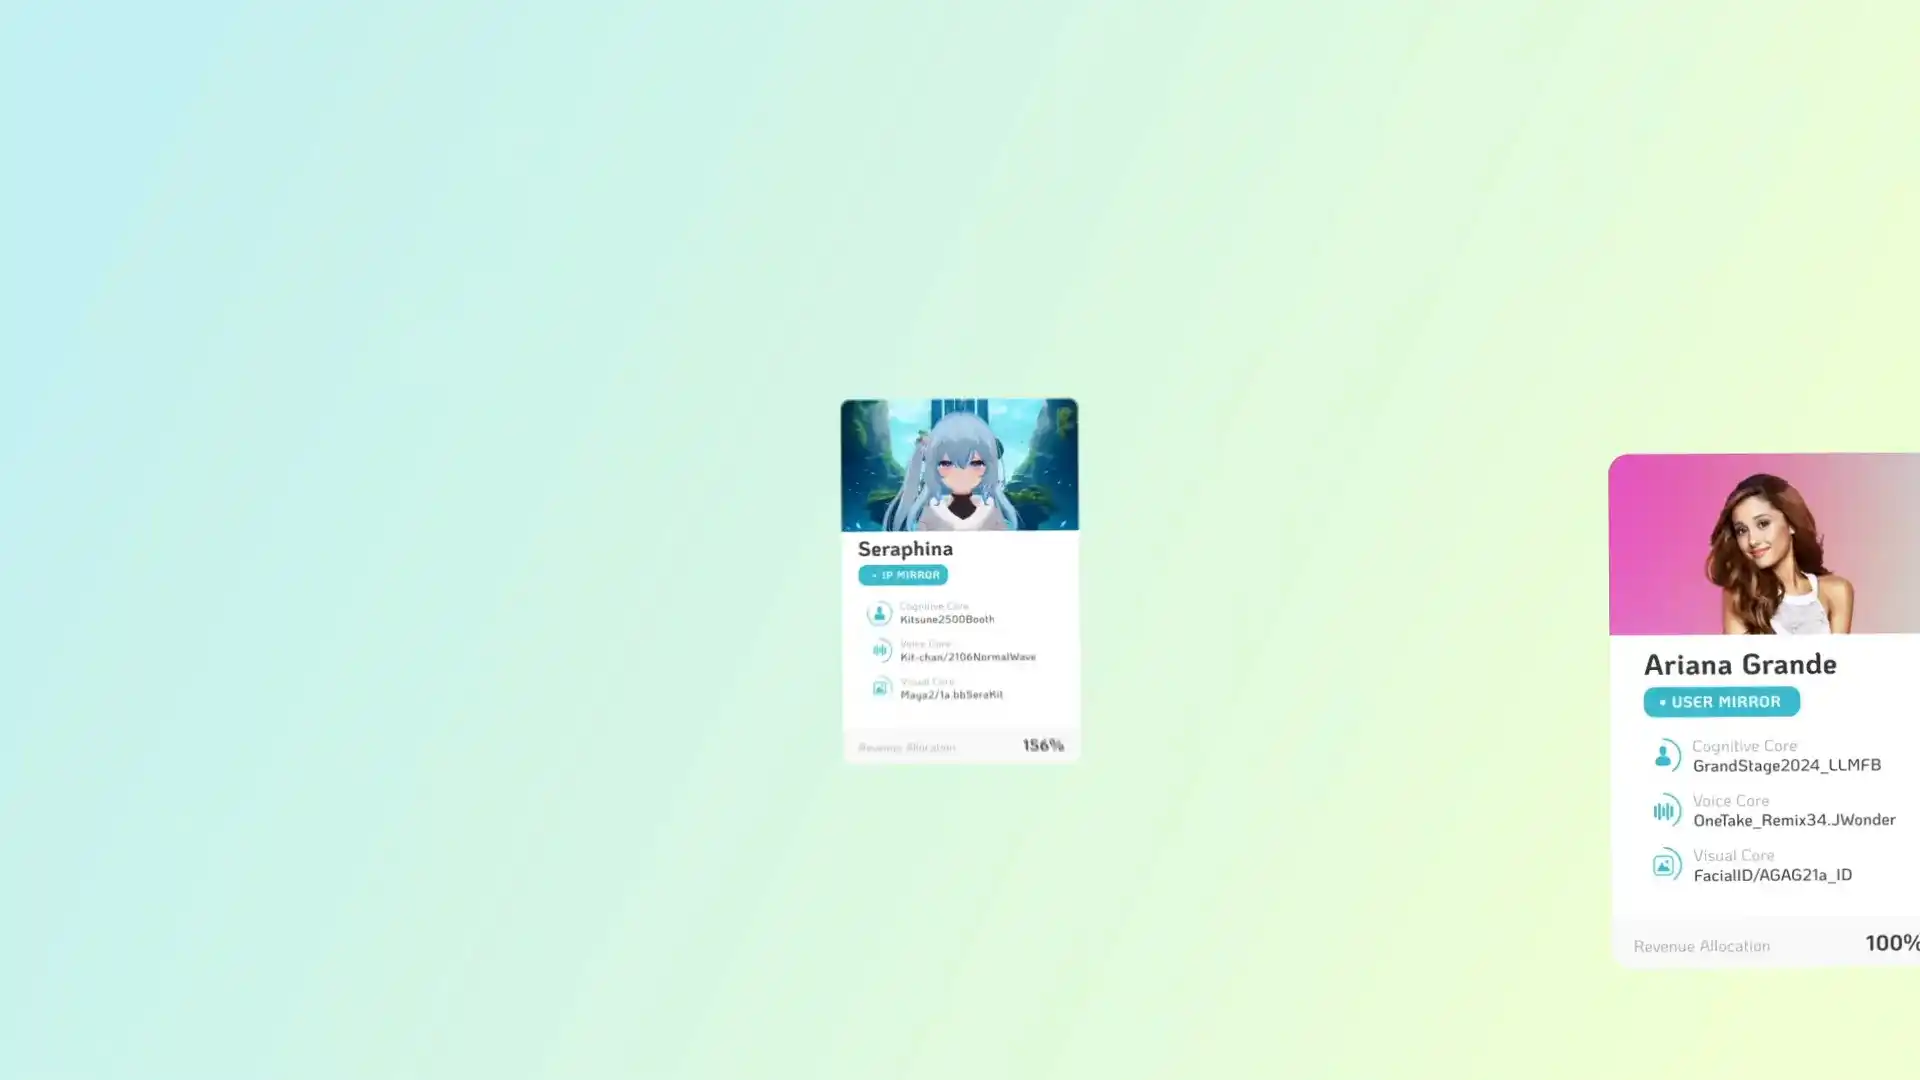 Seraphina
• IP MIRROR
Cognitive Core
Kitsune2500Booth
Voice Core
Kit-chan/2106NormalWave
Visual Core
Maya2/1a.bbSeraKit
Revenue Allocation
156%
Ariana Grande
• USER MIRROR
Cognitive Core
GrandStage2024_LLMFB
Voice Core
OneTake_Remix34.JWonder
Visual Core
FacialID/AGAG21a_ID
Revenue Allocation
100%